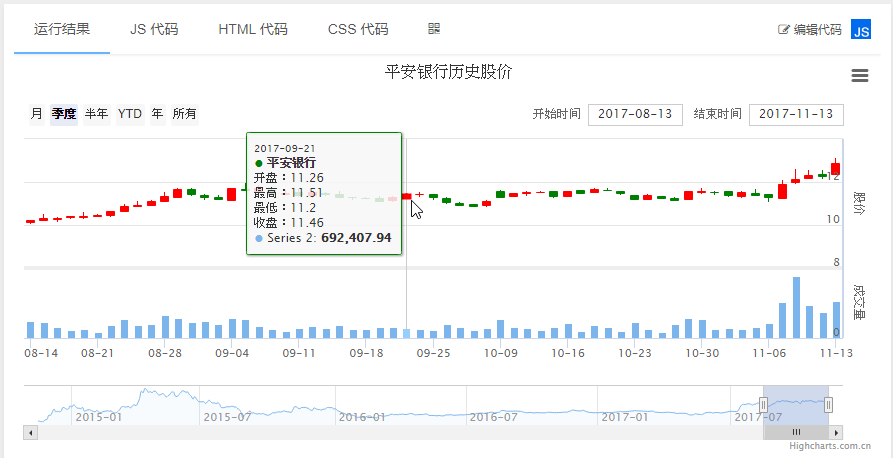 运行结果 JS 代码 HTML 代码 CSS 代码 编辑代码 JS
平安银行历史股价
月 季度 半年 YTD 年 所有 开始时间 2017-08-13 结束时间 2017-11-13
2017-09-21
平安银行
开盘：11.26
最高：11.51
最低：11.2
收盘：11.46
Series 2: 692,407.94
12
10
8
股价
成交量
0
08-14 08-21 08-28 09-04 09-11 09-18 09-25 10-09 10-16 10-23 10-30 11-06 11-13
2015-01 2015-07 2016-01 2016-07 2017-01 2017-07
Highcharts.com.cn